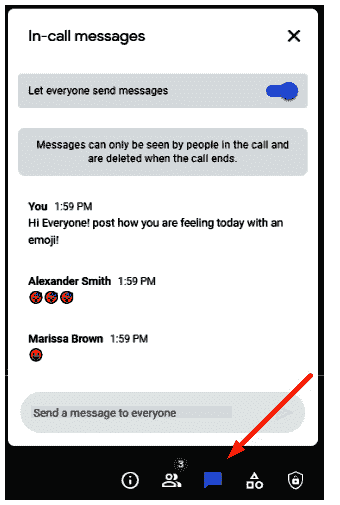 In-call messages
Let everyone send messages
Messages can only be seen by people in the call and
are deleted when the call ends.
You 1:59 PM
Hi Everyone! post how you are feeling today with an
emoji!
Alexander Smith 1:59 PM
Marissa Brown 1:59 PM
Send a message to everyone
3